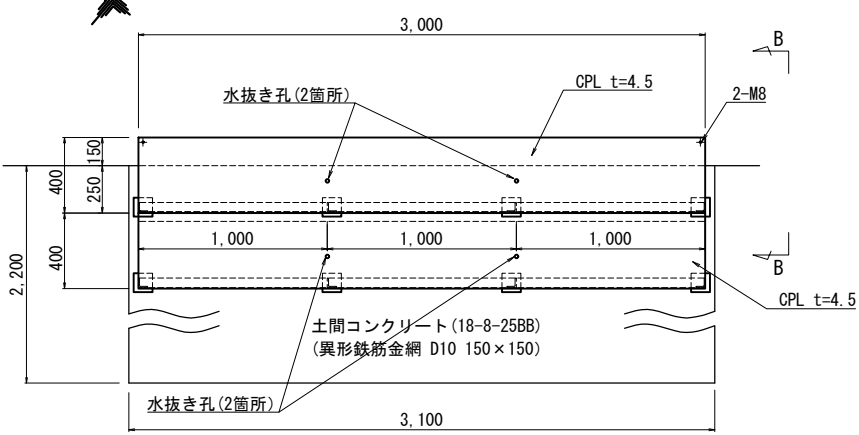 3,000
B
CPL t=4.5
水抜き孔(2箇所)
2-M8
150
400
250
1,000
1,000
1,000
400
B
2,200
CPL t=4.5
土間コンクリート(18-8-25BB)
(異形鉄筋金網 D10 150×150)
水抜き孔(2箇所)
3,100